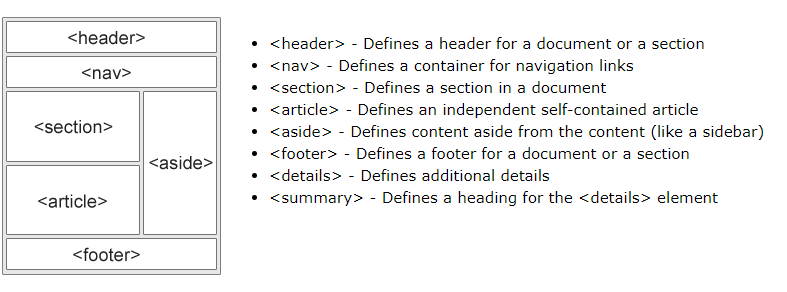 <header>
<nav>
<section>
<aside>
<article>
<footer>
<header> - Defines a header for a document or a section
<nav> - Defines a container for navigation links
<section> - Defines a section in a document
<article> - Defines an independent self-contained article
<aside> - Defines content aside from the content (like a sidebar)
<footer> - Defines a footer for a document or a section
<details> - Defines additional details
<summary> - Defines a heading for the <details> element